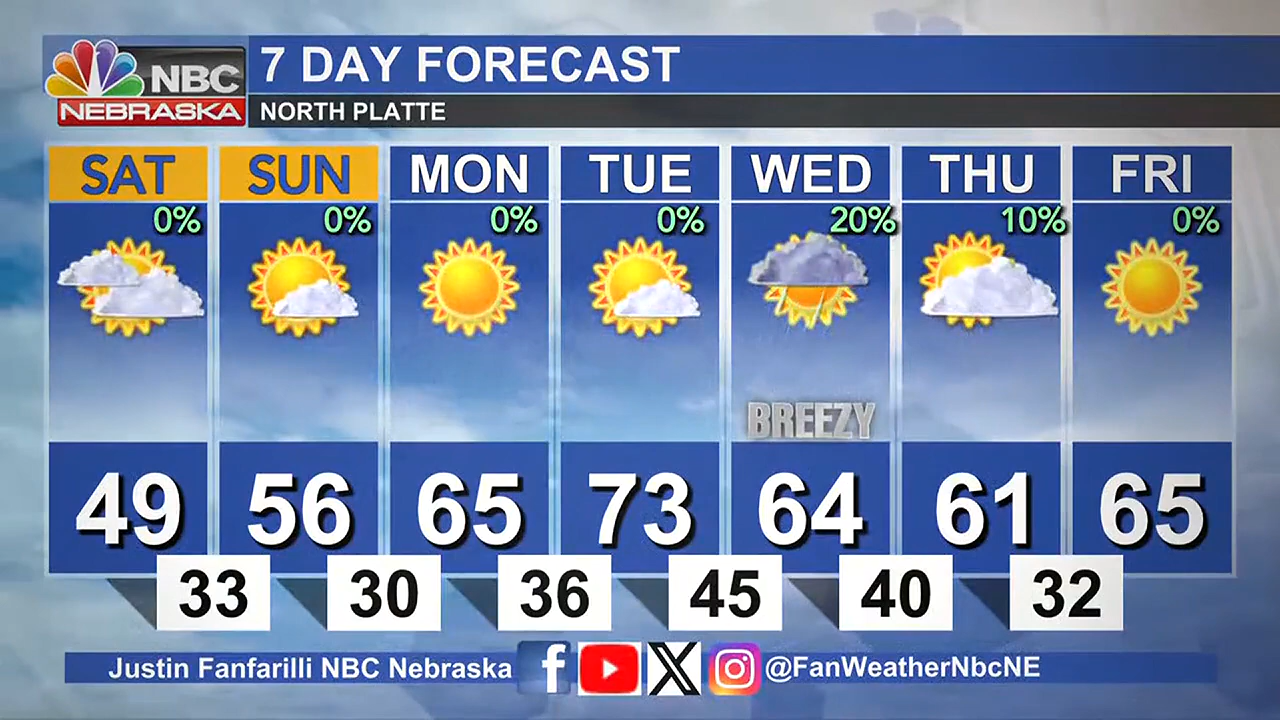 NBC
NEBRASKA
7 DAY FORECAST
NORTH PLATTE
SAT SUN MON TUE WED THU FRI
0% 0% 0% 0% 20% 10% 0%
BREEZY
49 56 65 73 64 61 65
33 30 36 45 40 32
Justin Fanfarilli NBC Nebraska @FanWeatherNbcNE